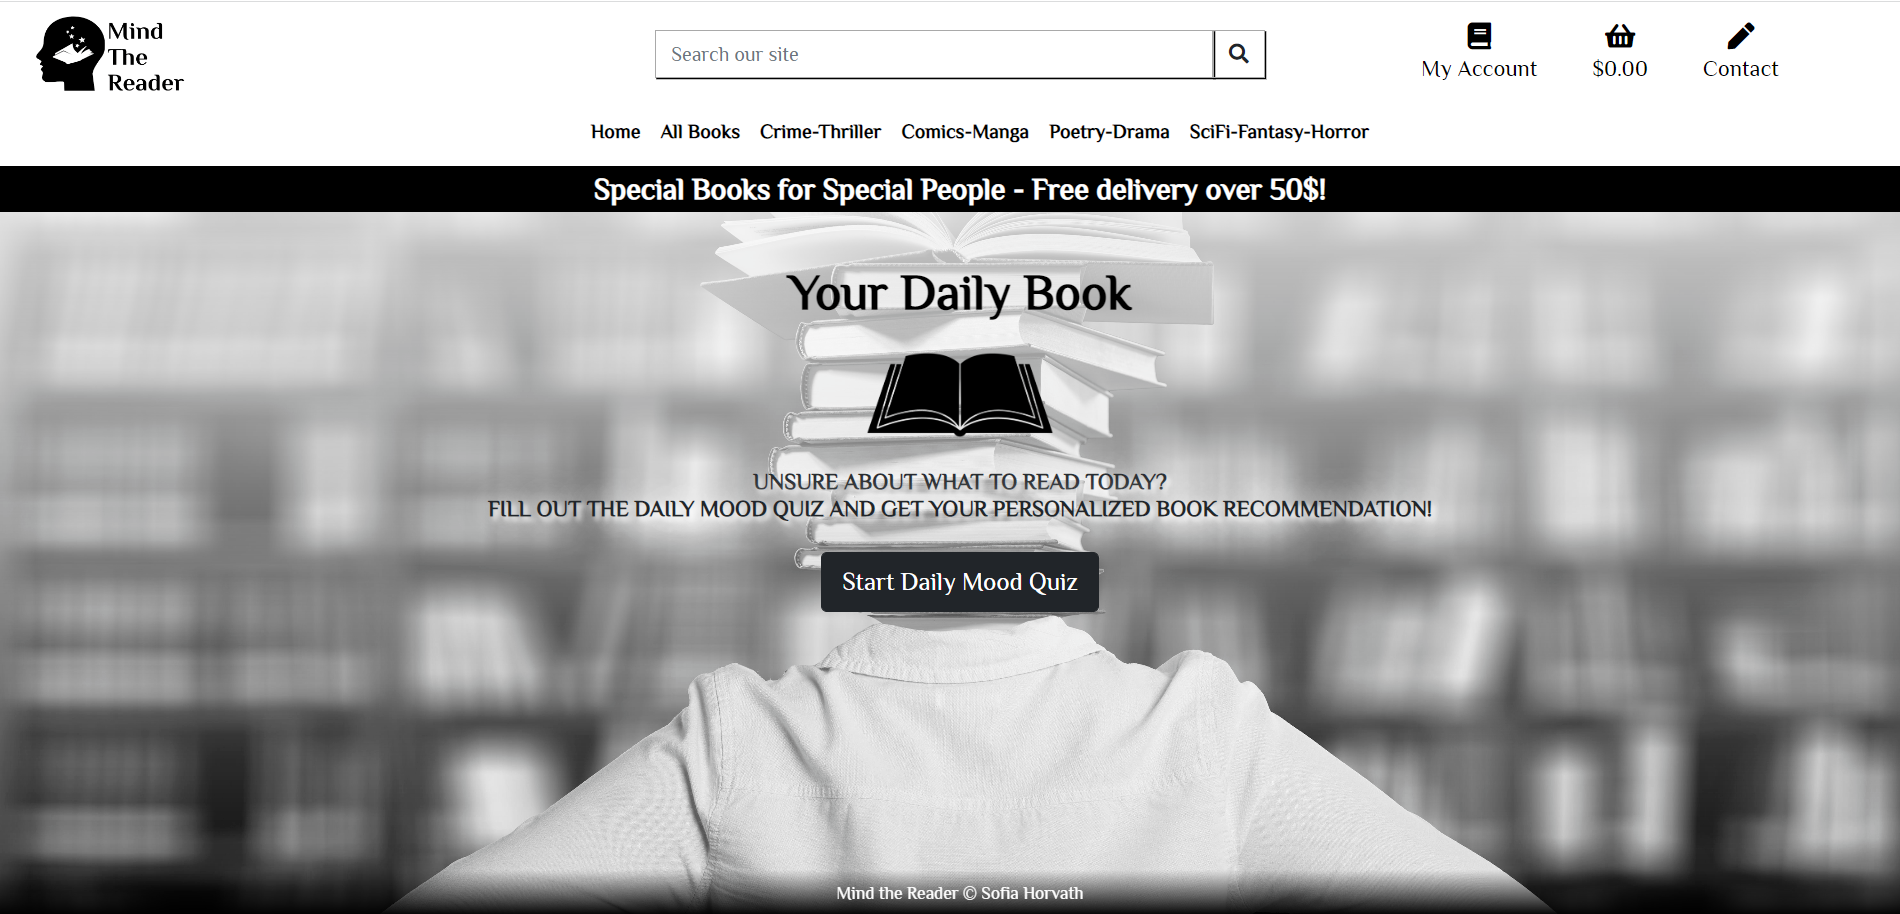 Mind
The
Reader
Search our site
My Account
$0.00
Contact
Home All Books Crime-Thriller Comics-Manga Poetry-Drama SciFi-Fantasy-Horror
Special Books for Special People - Free delivery over 50$!
Your Daily Book
UNSURE ABOUT WHAT TO READ TODAY?
FILL OUT THE DAILY MOOD QUIZ AND GET YOUR PERSONALIZED BOOK RECOMMENDATION!
Start Daily Mood Quiz
Mind the Reader © Sofia Horvath